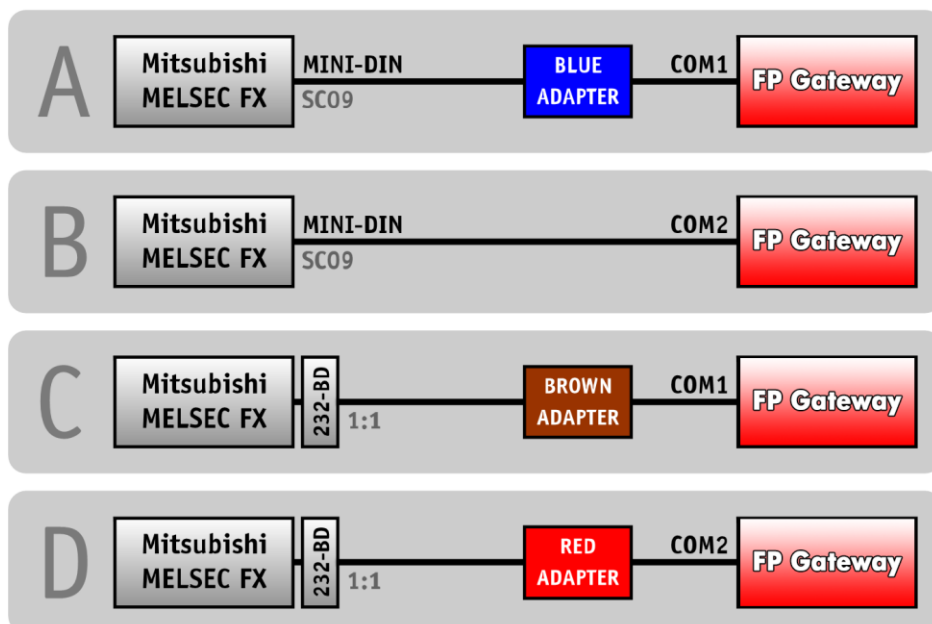 A
Mitsubishi
MELSEC FX
MINI-DIN
SC09
BLUE
ADAPTER
COM1
FP Gateway
B
Mitsubishi
MELSEC FX
MINI-DIN
SC09
COM2
FP Gateway
C
Mitsubishi
MELSEC FX
232-BD
1:1
BROWN
ADAPTER
COM1
FP Gateway
D
Mitsubishi
MELSEC FX
232-BD
1:1
RED
ADAPTER
COM2
FP Gateway